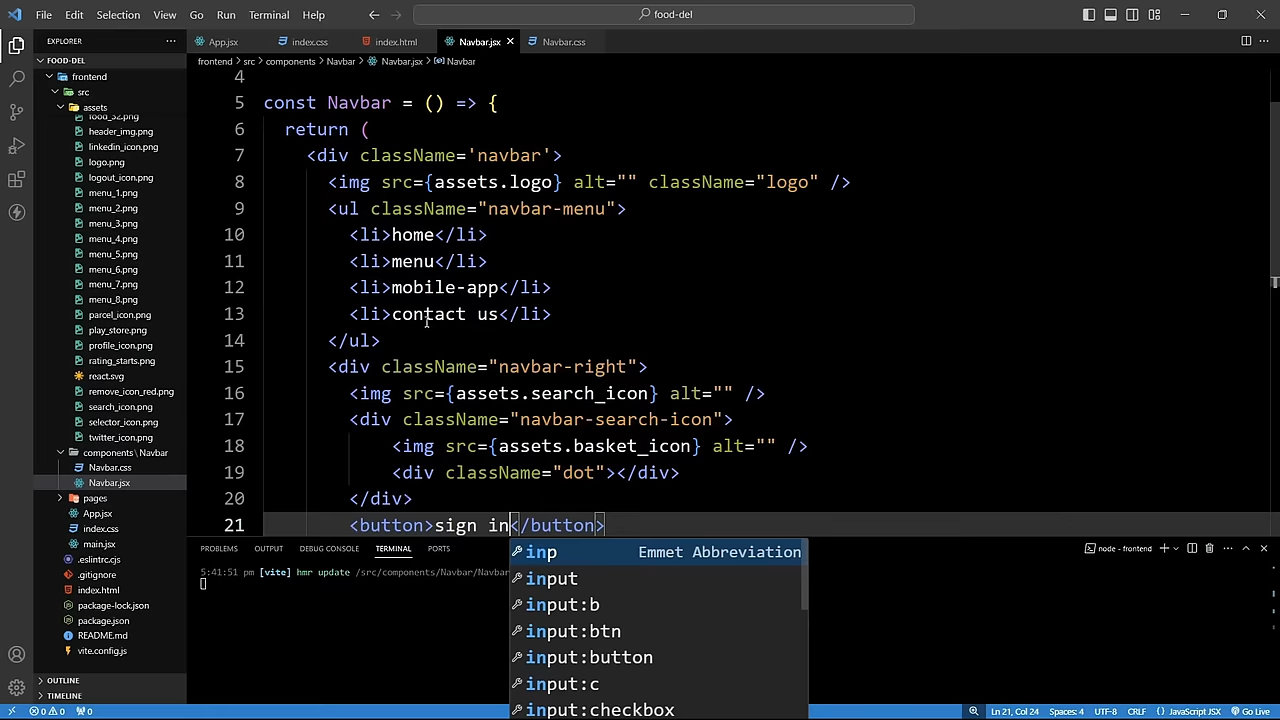 File Edit Selection View Go Run Terminal Help
food-del
EXPLORER
App.jsx index.css index.html Navbar.jsx Navbar.css
FOOD-DEL
frontend > src > components > Navbar > Navbar.jsx > Navbar
frontend
src
assets
food_32.png
header_img.png
linkedin_icon.png
logo.png
logout_icon.png
menu_1.png
menu_2.png
menu_3.png
menu_4.png
menu_5.png
menu_6.png
menu_7.png
menu_8.png
parcel_icon.png
play_store.png
profile_icon.png
rating_starts.png
react.svg
remove_icon_red.png
search_icon.png
selector_icon.png
twitter_icon.png
components \ Navbar
Navbar.css
Navbar.jsx
pages
App.jsx
index.css
main.jsx
.eslintrc.js
.gitignore
index.html
package-lock.json
package.json
README.md
vite.config.js
OUTLINE
TIMELINE
4
5 const Navbar = () => {
6 return (
7 <div className='navbar'>
8 <img src={assets.logo} alt="" className="logo" />
9 <ul className="navbar-menu">
10 <li>home</li>
11 <li>menu</li>
12 <li>mobile-app</li>
13 <li>contact us</li>
14 </ul>
15 <div className="navbar-right">
16 <img src={assets.search_icon} alt="" />
17 <div className="navbar-search-icon">
18 <img src={assets.basket_icon} alt="" />
19 <div className="dot"></div>
20 </div>
21 <button>sign in</button>
PROBLEMS OUTPUT DEBUG CONSOLE TERMINAL PORTS
node - frontend
5:41:51 pm [vite] hmr update /src/components/Navbar/Navbar
inp Emmet Abbreviation
input
input:b
input:btn
input:button
input:c
input:checkbox
0 0 0 Ln 21, Col 24 Spaces: 4 UTF-8 CRLF {} JavaScript JSX Go Live